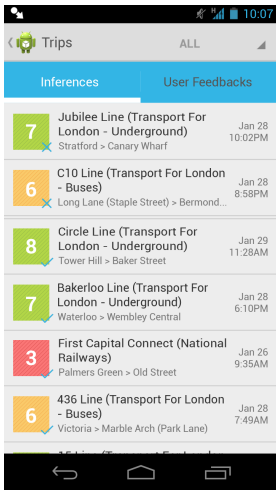 H
10:07
Trips
ALL
Inferences
User Feedbacks
7
Jubilee Line (Transport For
London - Underground)
Stratford > Canary Wharf
Jan 28
10:02PM
6
C10 Line (Transport For London
- Buses)
Long Lane (Staple Street) > Bermond...
Jan 28
8:58PM
8
Circle Line (Transport For
London - Underground)
Tower Hill > Baker Street
Jan 29
11:28AM
7
Bakerloo Line (Transport For
London - Underground)
Waterloo > Wembley Central
Jan 28
6:10PM
3
First Capital Connect (National
Railways)
Palmers Green > Old Street
Jan 26
9:35AM
6
436 Line (Transport For London
- Buses)
Victoria > Marble Arch (Park Lane)
Jan 28
7:49AM